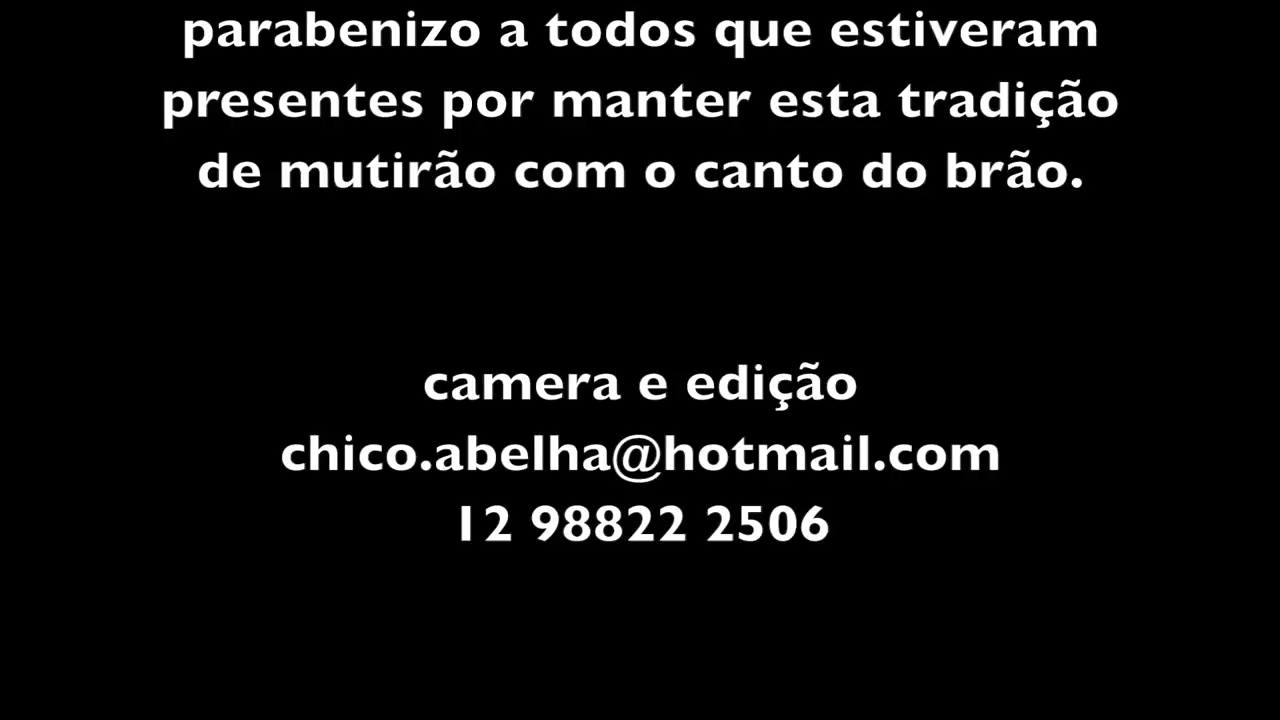 parabenizo a todos que estiveram
presentes por manter esta tradição
de mutirão com o canto do brão.
camera e edição
chico.abelha@hotmail.com
12 98822 2506